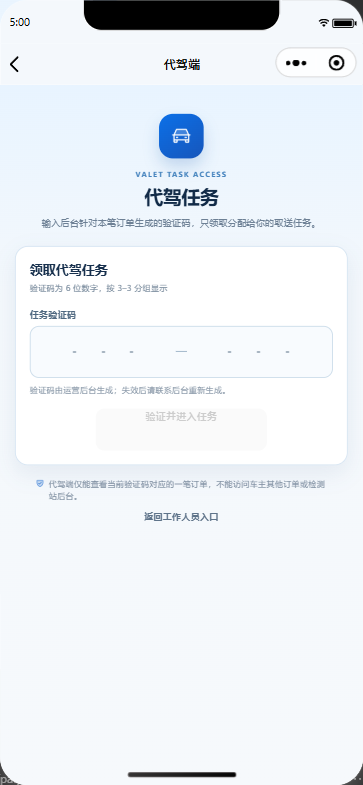 5:00
代驾端
VALET TASK ACCESS
代驾任务
输入后台针对本笔订单生成的验证码，只领取分配给你的取送任务。
领取代驾任务
验证码为 6 位数字，按 3–3 分组显示
任务验证码
- - - — - - -
验证码由运营后台生成；失效后请联系后台重新生成。
验证并进入任务
代驾端仅能查看当前验证码对应的一笔订单，不能访问车主其他订单或检测
站后台。
返回工作人员入口